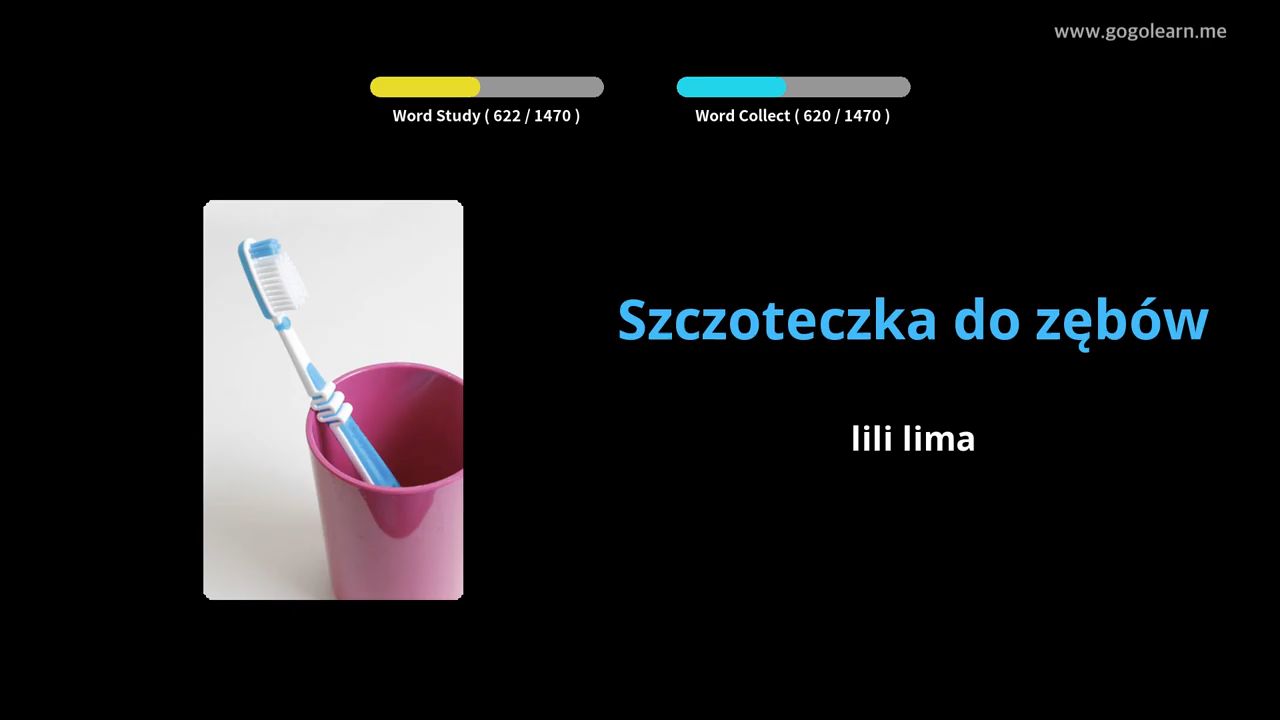 www.gogolearn.me
Word Study ( 622 / 1470 )
Word Collect ( 620 / 1470 )
Szczoteczka do zębów
lili lima